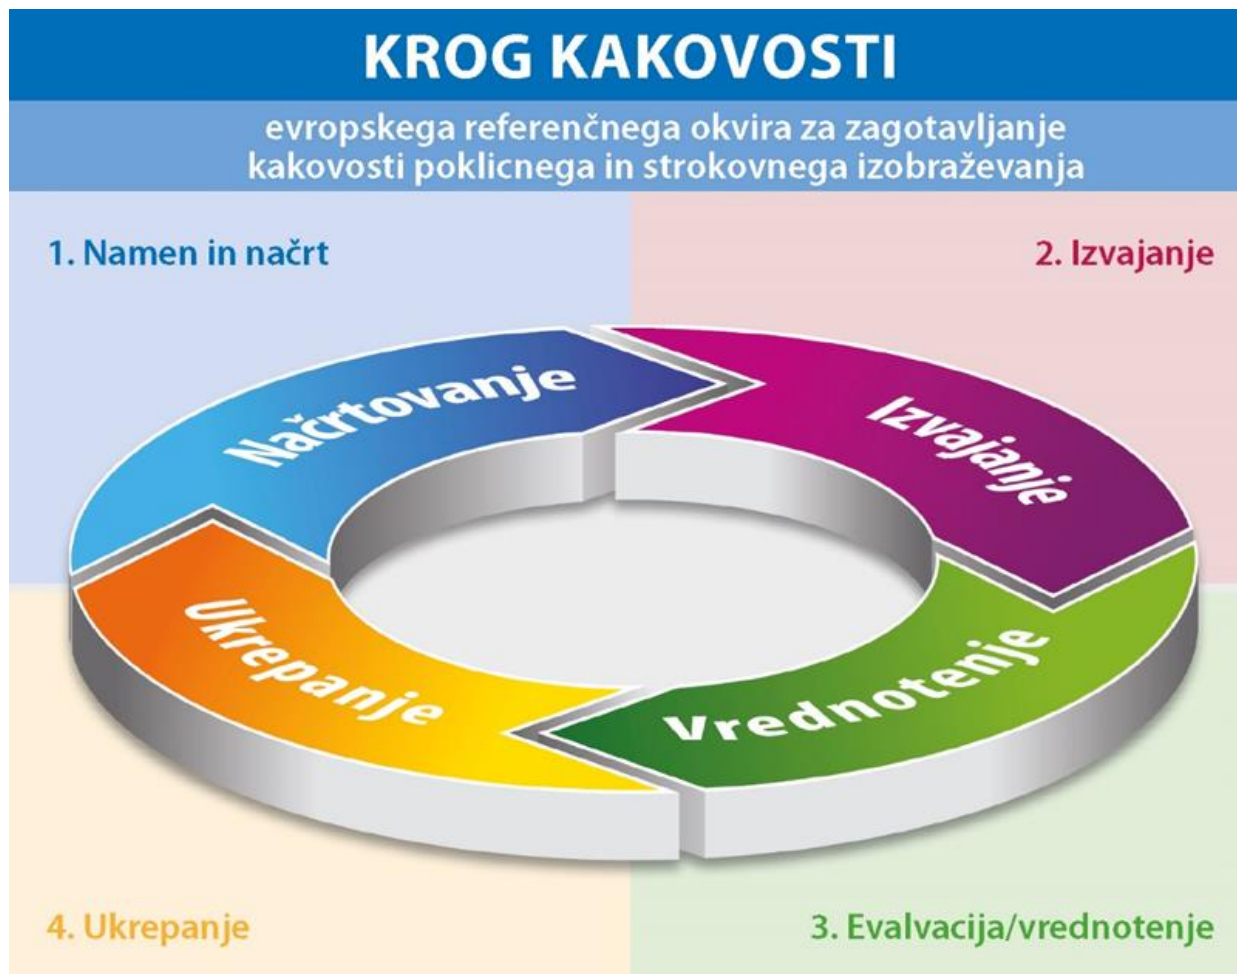 KROG KAKOVOSTI
evropskega referenčnega okvira za zagotavljanje
kakovosti poklicnega in strokovnega izobraževanja
1. Namen in načrt
2. Izvajanje
Načrtovanje
Izvajanje
Ukrepanje
Vrednotenje
4. Ukrepanje
3. Evalvacija/vrednotenje